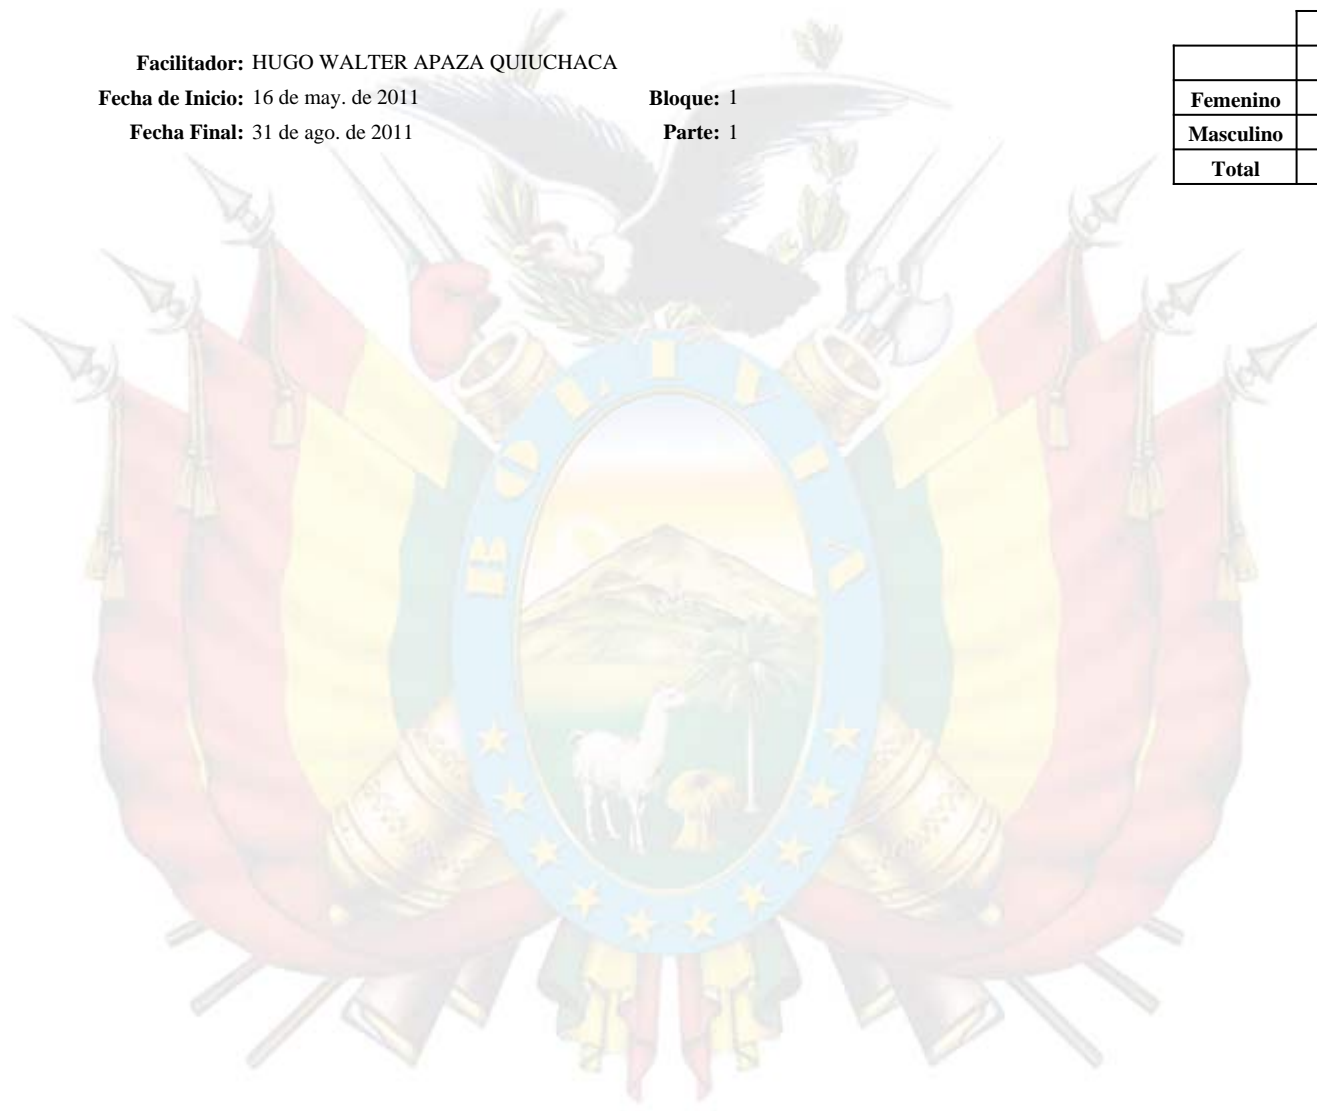 Facilitador: HUGO WALTER APAZA QUIUCHACA
Fecha de Inicio: 16 de may. de 2011 Bloque: 1
Fecha Final: 31 de ago. de 2011 Parte: 1
Femenino
Masculino
Total
BOLIVIA